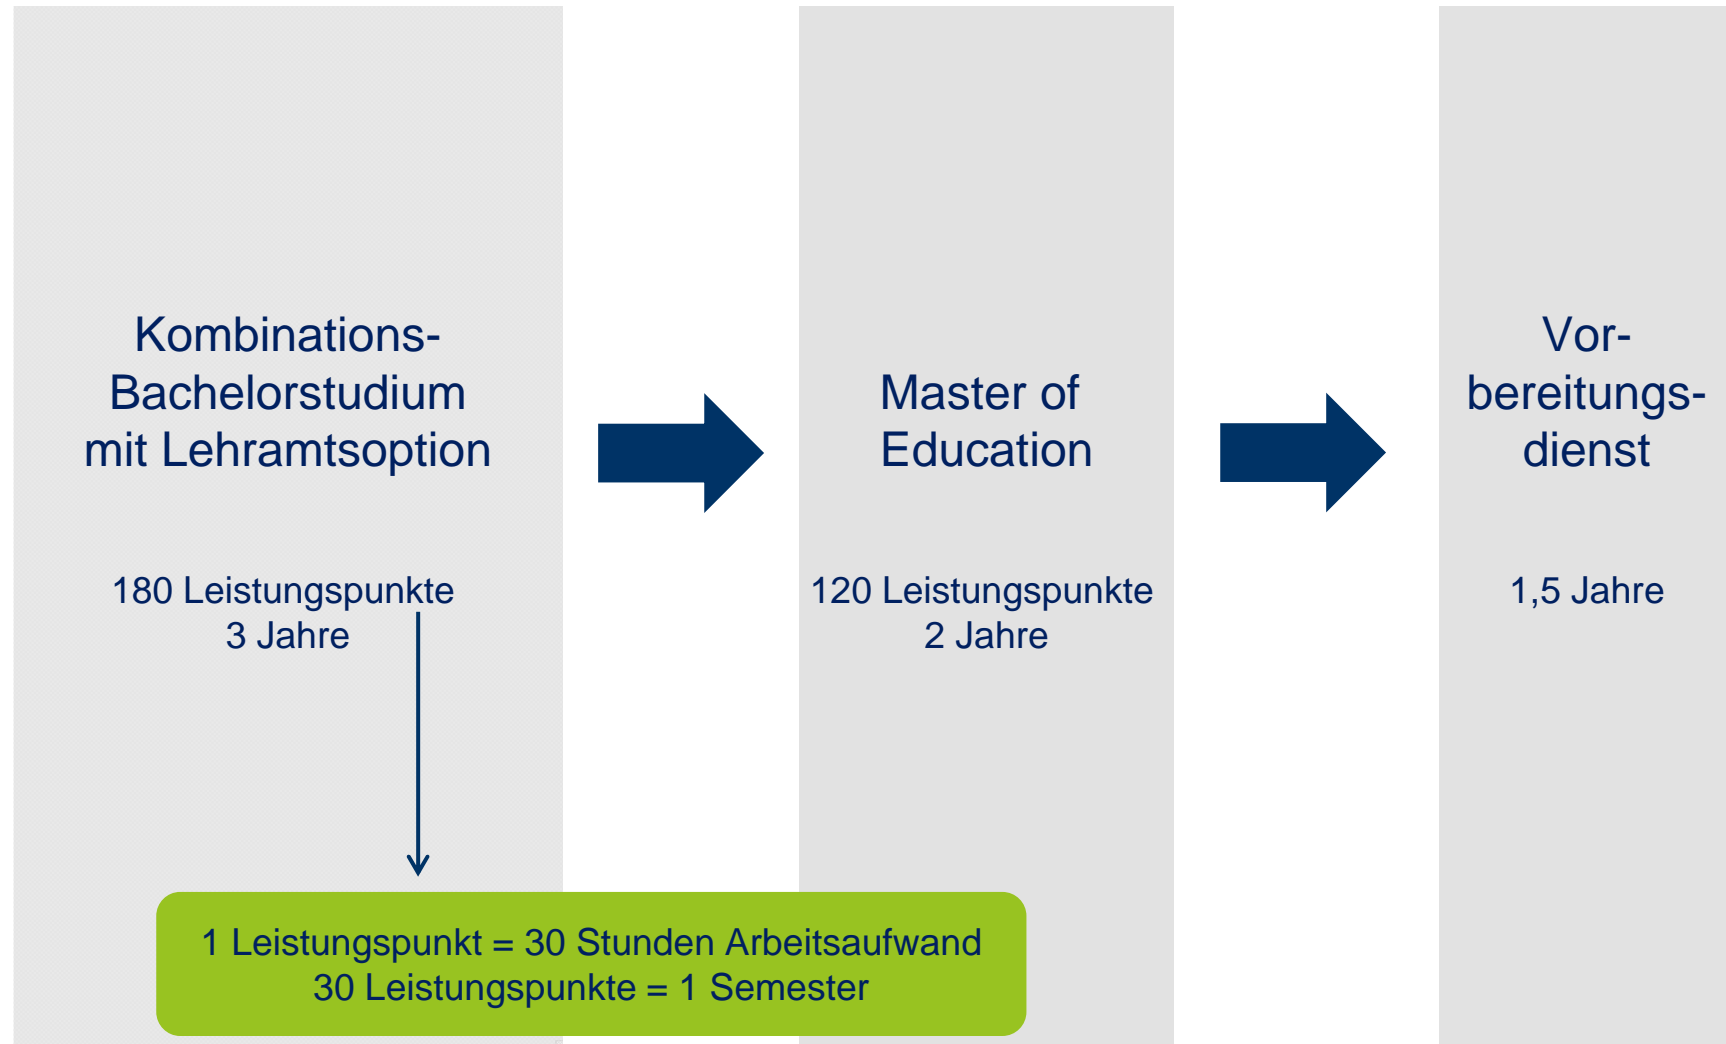 Kombinations-
Bachelorstudium
mit Lehramtsoption
180 Leistungspunkte
3 Jahre
Master of
Education
120 Leistungspunkte
2 Jahre
Vor-
bereitungs-
dienst
1,5 Jahre
1 Leistungspunkt = 30 Stunden Arbeitsaufwand
30 Leistungspunkte = 1 Semester